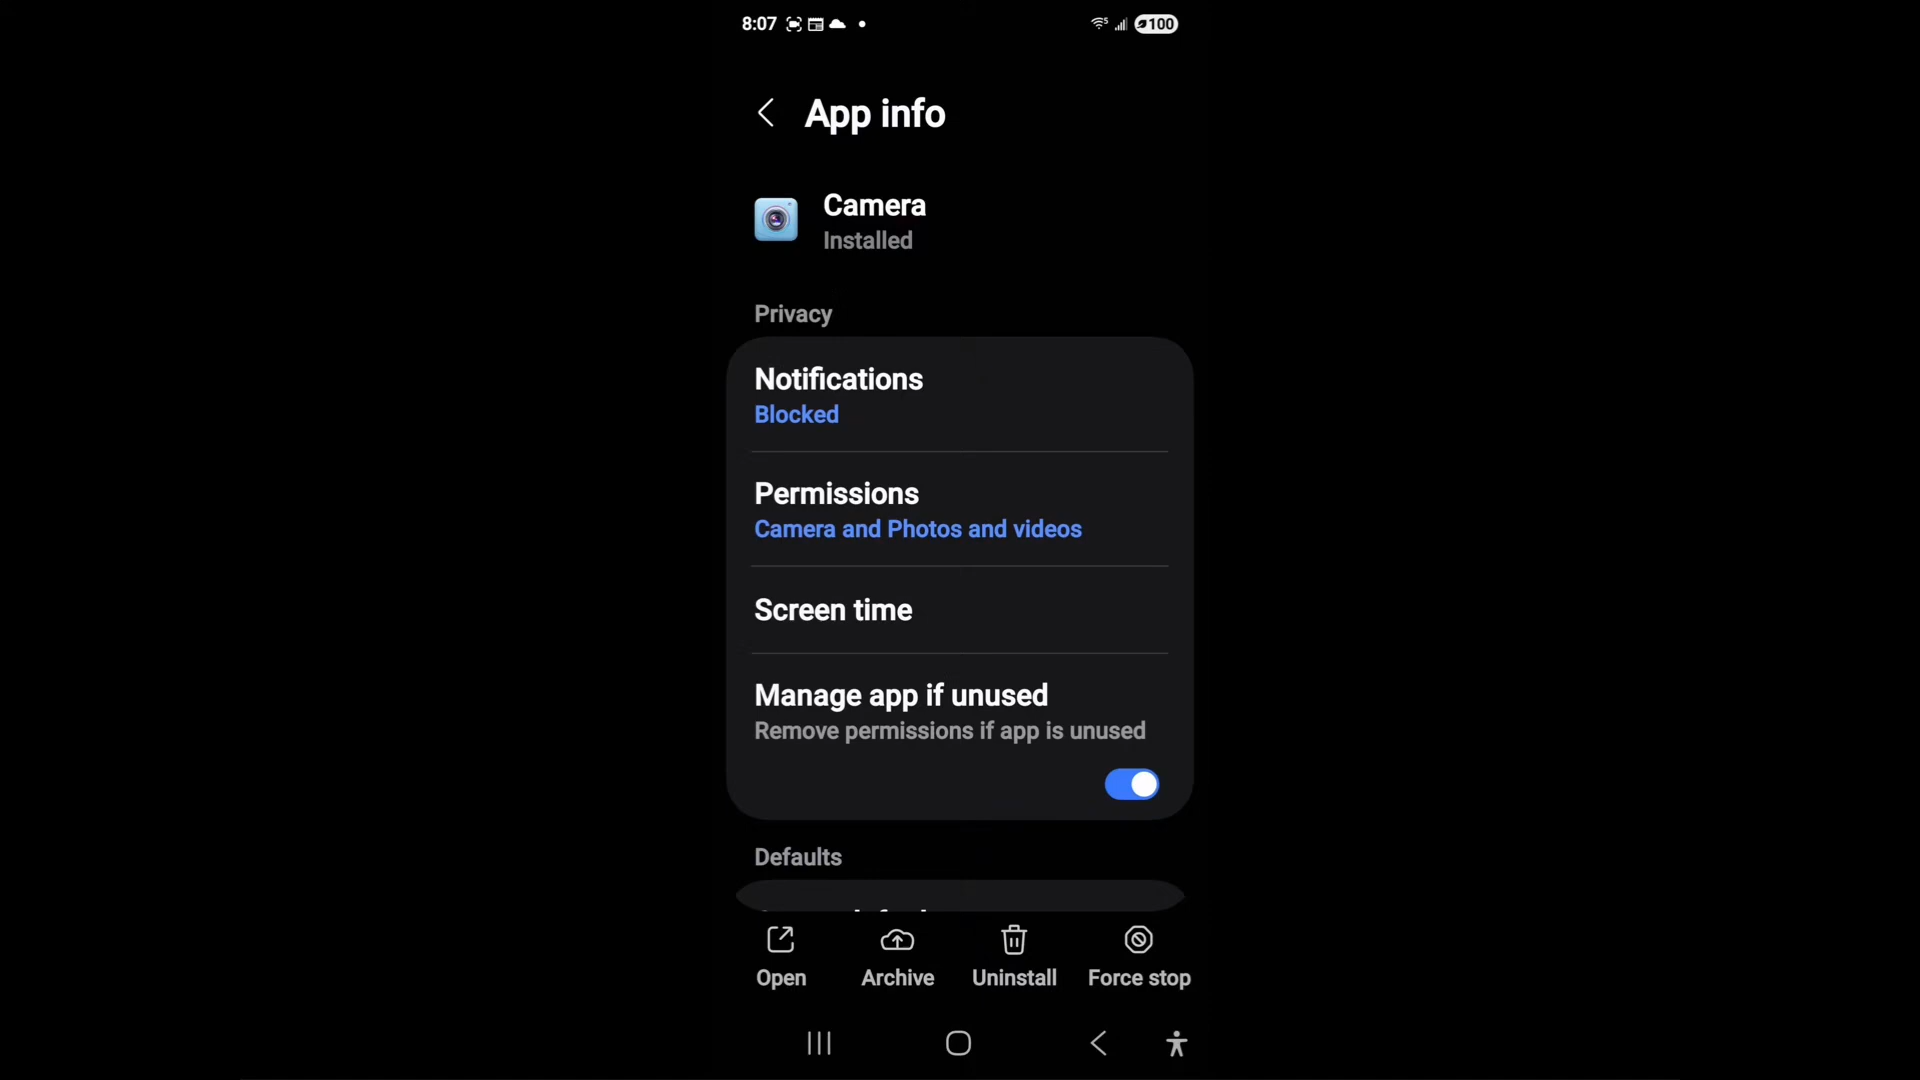 8:07
5
100
App info
Camera
Installed
Privacy
Notifications
Blocked
Permissions
Camera and Photos and videos
Screen time
Manage app if unused
Remove permissions if app is unused
Defaults
Open
Archive
Uninstall
Force stop